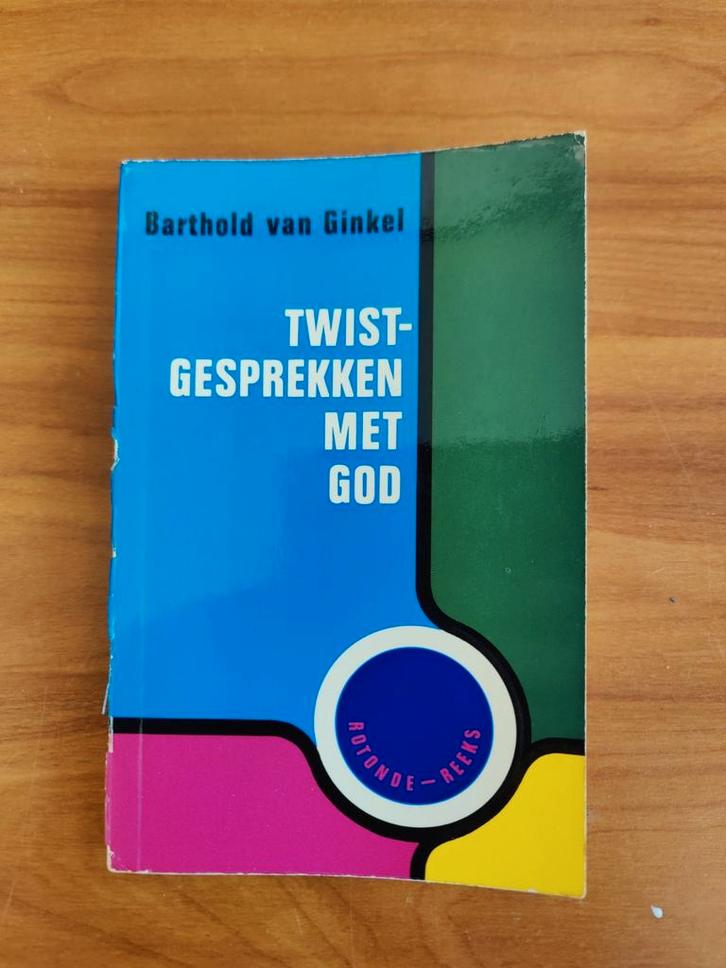 Barthold van Ginkel
TWIST-
GESPREKKEN
MET
GOD
ROTONDE-REEKS